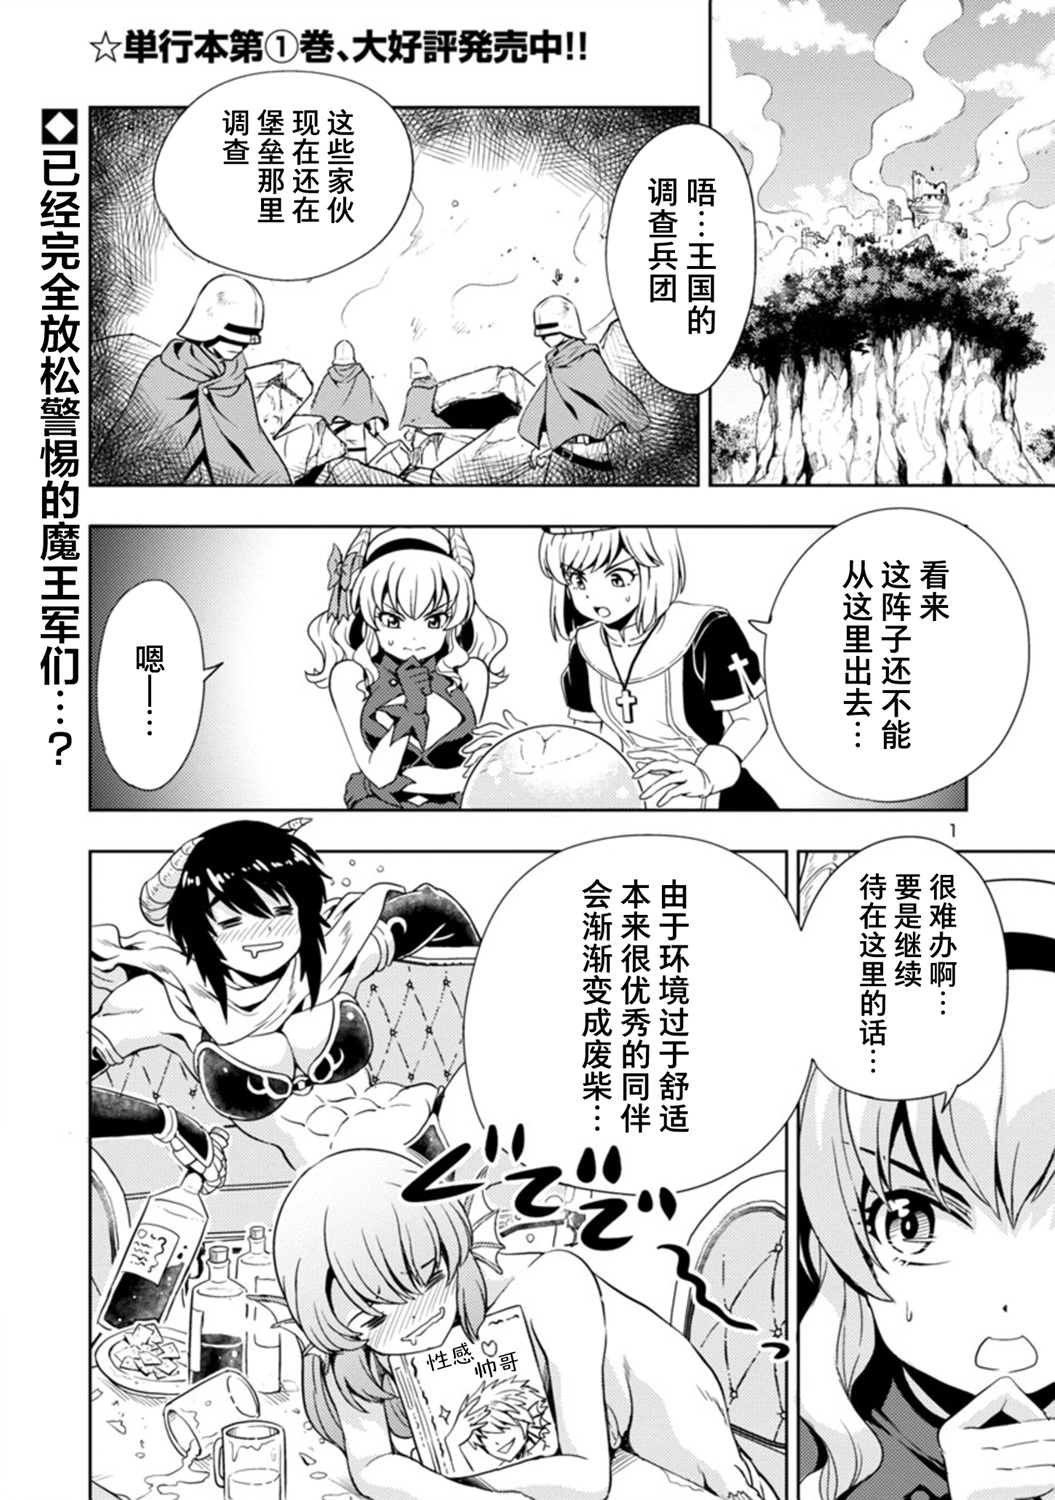 ☆単行本第①巻、大好評発売中!!
◆已经完全放松警惕的魔王军们…？
唔…王国的
调查兵团
这些家伙
现在还在
堡垒那里
调查
看来
这阵子还不能
从这里出去…
嗯——…
1
很难办啊…
要是继续
待在这里的话…
由于环境过于舒适
本来很优秀的同伴
会渐渐变成废柴…
ぐででで
性感
帅哥